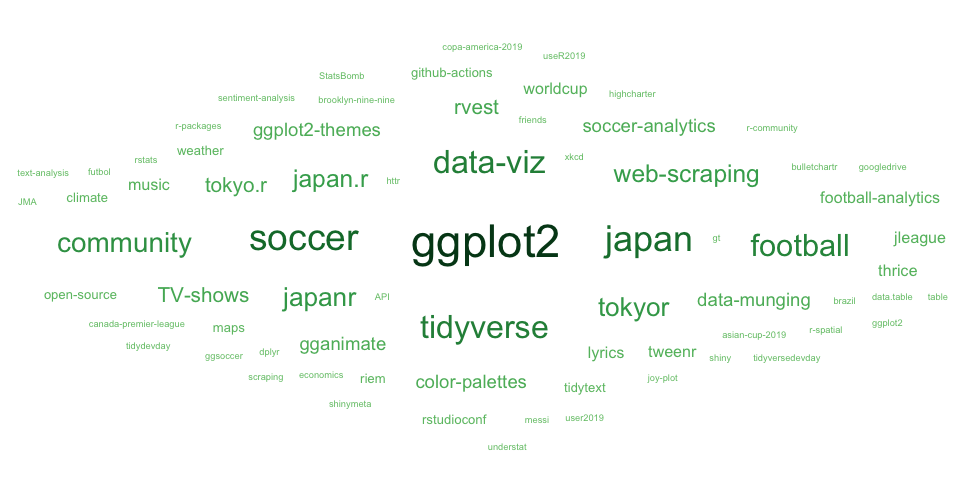 copa-america-2019
useR2019
StatsBomb
github-actions
sentiment-analysis
brooklyn-nine-nine
worldcup
highcharter
rvest
friends
r-packages
ggplot2-themes
soccer-analytics
r-community
rstats
weather
data-viz
xkcd
text-analysis
futbol
music
tokyo.r
japan.r
httr
web-scraping
bulletchartr
googledrive
JMA
climate
football-analytics
community
soccer
ggplot2
japan
gt
football
jleague
thrice
open-source
TV-shows
japanr
API
tokyor
data-munging
brazil
data.table
table
canada-premier-league
maps
tidyverse
asian-cup-2019
r-spatial
ggplot2
tidydevday
ggsoccer
dplyr
gganimate
lyrics
tweenr
shiny
tidyversedevday
scraping
economics
riem
color-palettes
tidytext
joy-plot
shinymeta
rstudioconf
messi
user2019
understat